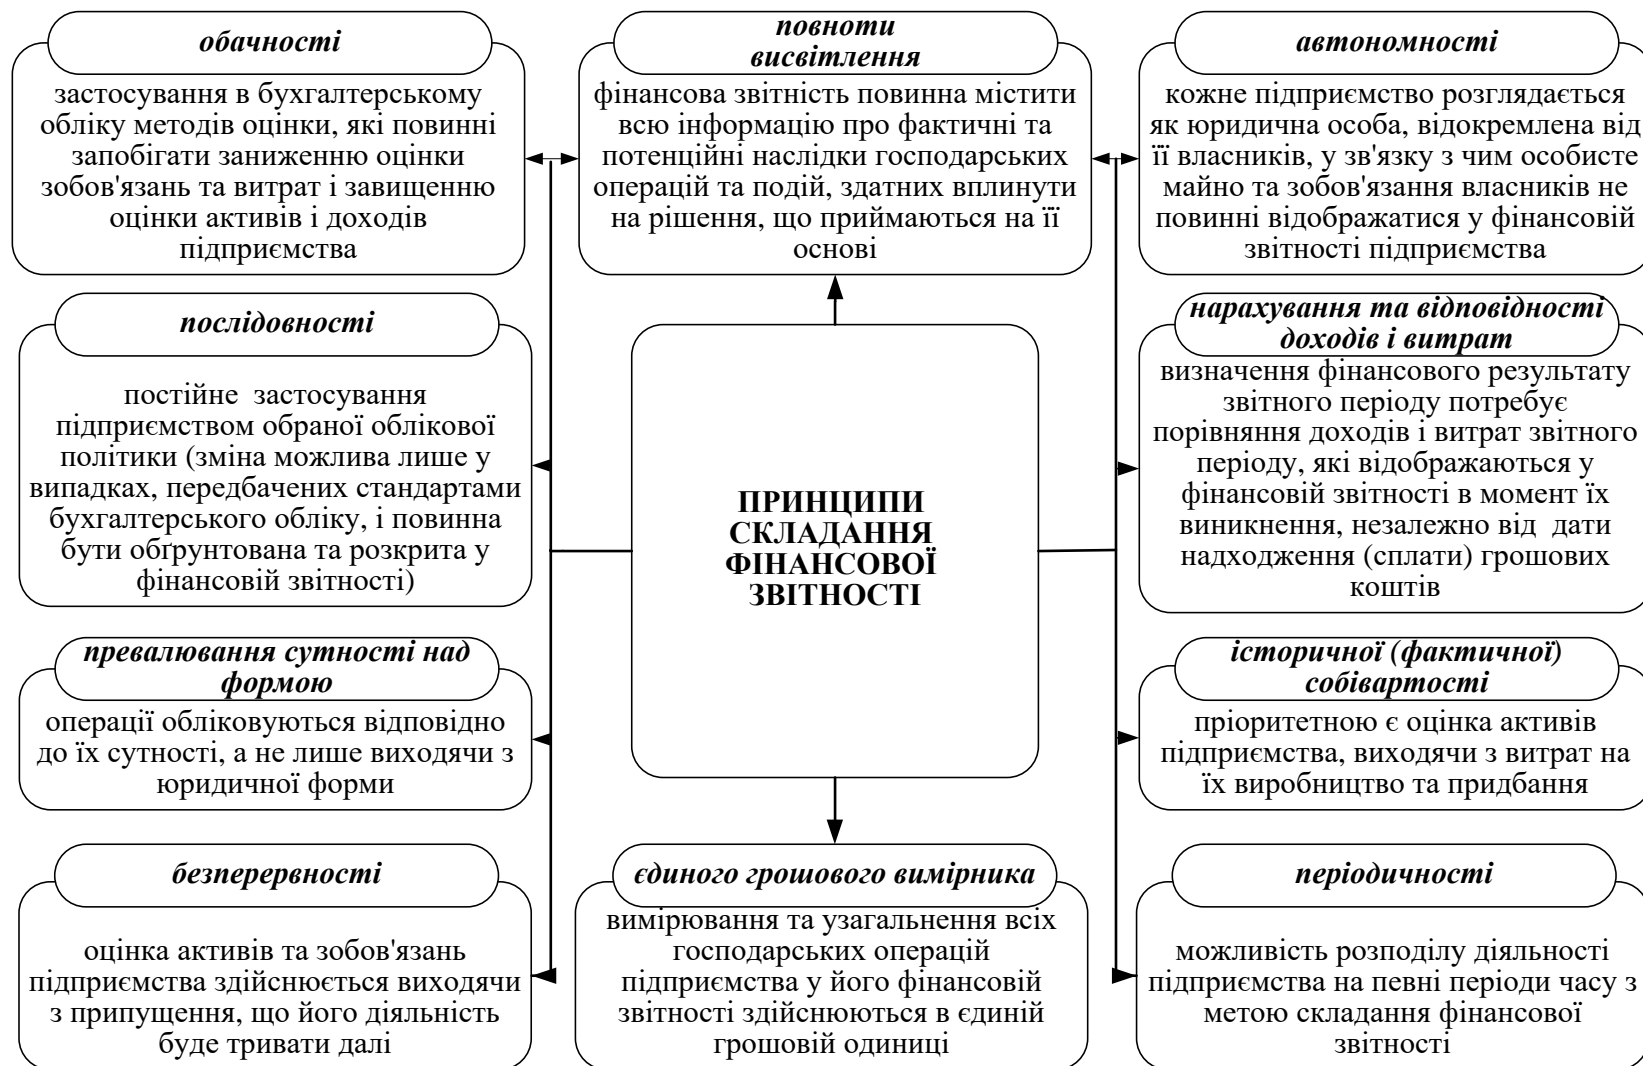 обачності
застосування в бухгалтерському
обліку методів оцінки, які повинні
запобігати заниженню оцінки
зобов'язань та витрат і завищенню
оцінки активів і доходів
підприємства
повноти
висвітлення
фінансова звітність повинна містити
всю інформацію про фактичні та
потенційні наслідки господарських
операцій та подій, здатних вплинути
на рішення, що приймаються на її
основі
автономності
кожне підприємство розглядається
як юридична особа, відокремлена від
її власників, у зв'язку з чим особисте
майно та зобов'язання власників не
повинні відображатися у фінансовій
звітності підприємства
послідовності
постійне застосування
підприємством обраної облікової
політики (зміна можлива лише у
випадках, передбачених стандартами
бухгалтерського обліку, і повинна
бути обґрунтована та розкрита у
фінансовій звітності)
ПРИНЦИПИ
СКЛАДАННЯ
ФІНАНСОВОЇ
ЗВІТНОСТІ
нарахування та відповідності
доходів і витрат
визначення фінансового результату
звітного періоду потребує
порівняння доходів і витрат звітного
періоду, які відображаються у
фінансовій звітності в момент їх
виникнення, незалежно від дати
надходження (сплати) грошових
коштів
превалювання сутності над
формою
операції обліковуються відповідно
до їх сутності, а не лише виходячи з
юридичної форми
історичної (фактичної)
собівартості
пріоритетною є оцінка активів
підприємства, виходячи з витрат на
їх виробництво та придбання
безперервності
оцінка активів та зобов'язань
підприємства здійснюється виходячи
з припущення, що його діяльність
буде тривати далі
єдиного грошового вимірника
вимірювання та узагальнення всіх
господарських операцій
підприємства у його фінансовій
звітності здійснюються в єдиній
грошовій одиниці
періодичності
можливість розподілу діяльності
підприємства на певні періоди часу з
метою складання фінансової
звітності